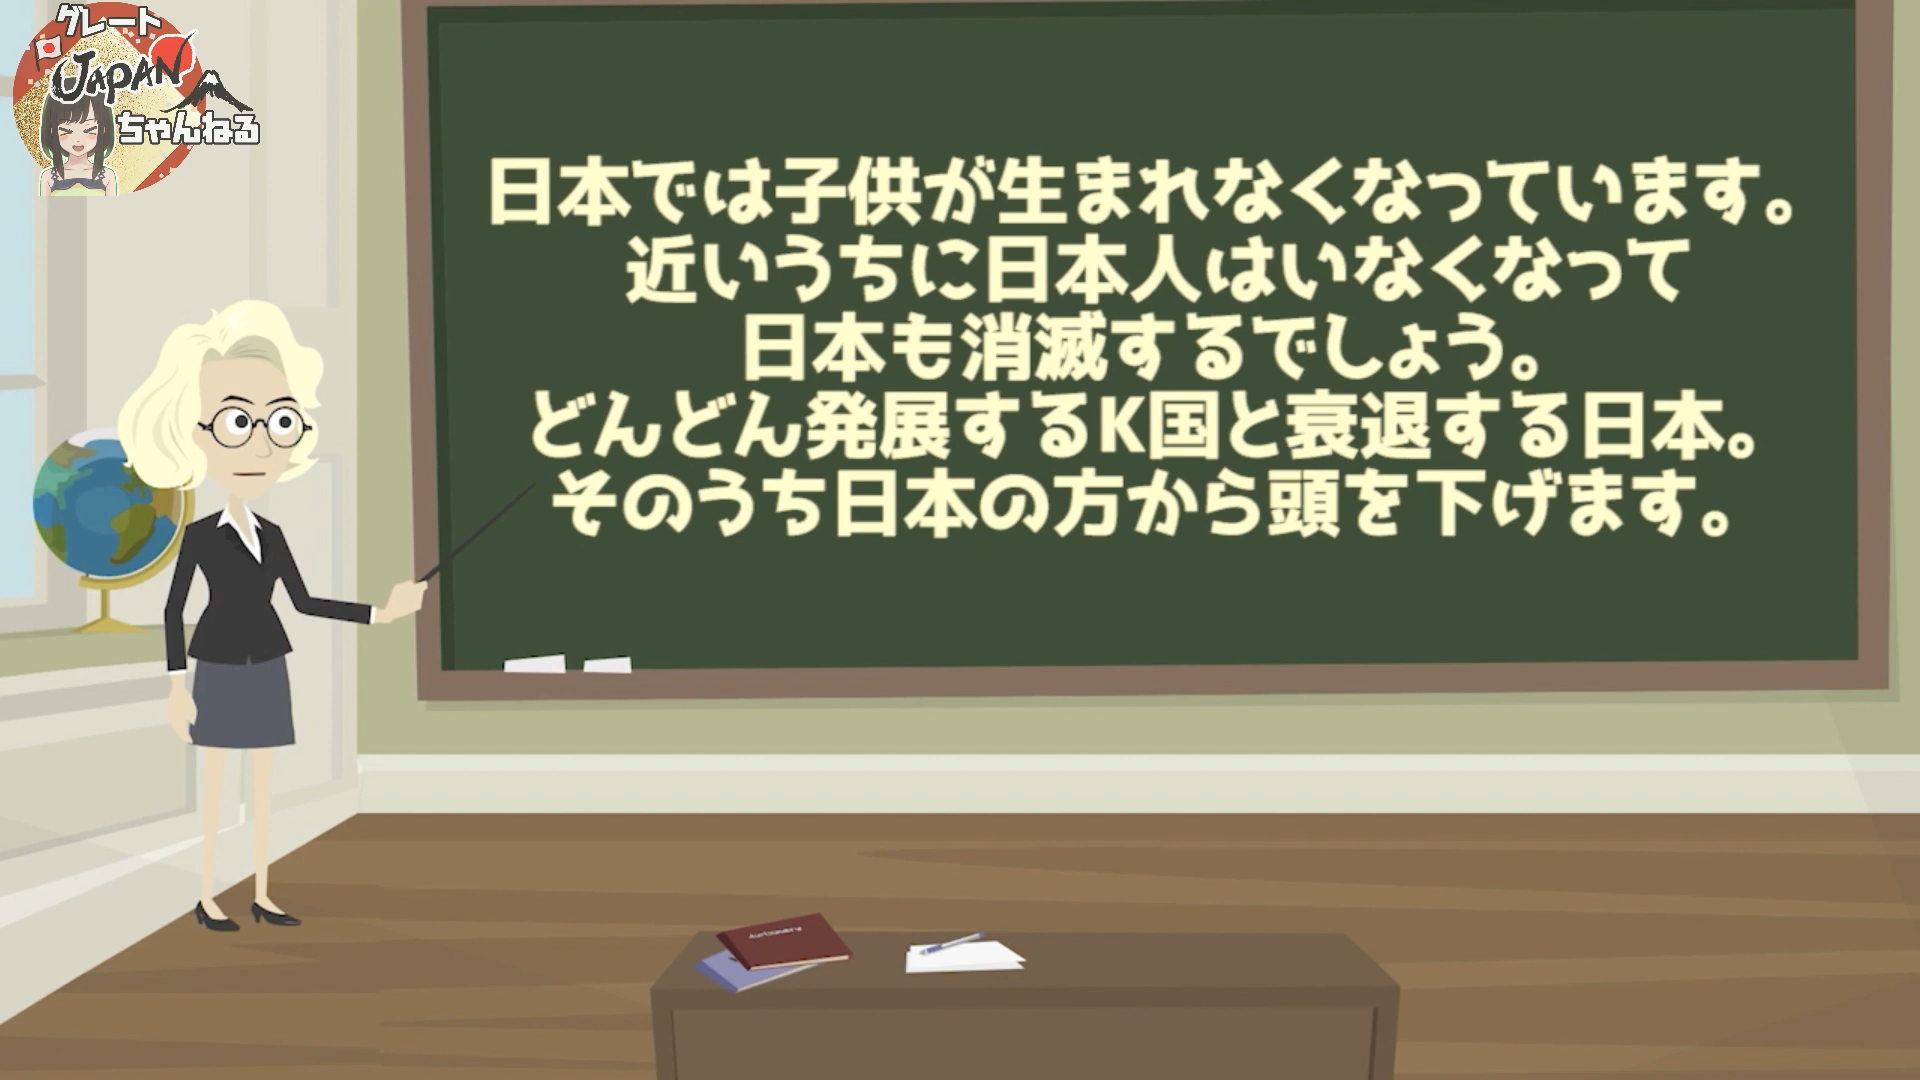 グレート
JAPAN
ちゃんねる
日本では子供が生まれなくなっています。
近いうちに日本人はいなくなって
日本も消滅するでしょう。
どんどん発展するK国と衰退する日本。
そのうち日本の方から頭を下げます。